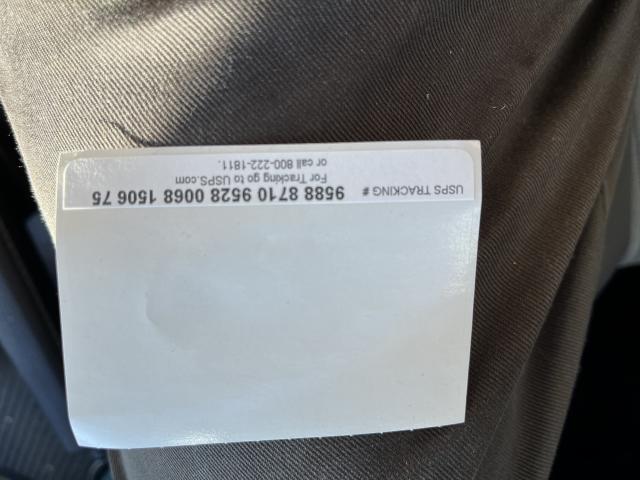 USPS TRACKING #
9588 8710 9528 0068 1506 75
For Tracking go to USPS.com
or call 800-222-1811.